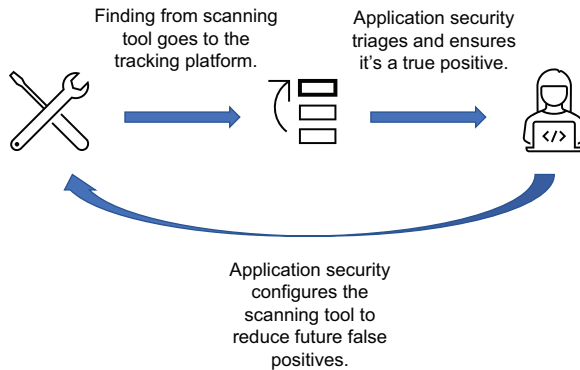 Finding from scanning
tool goes to the
tracking platform.
Application security
triages and ensures
it's a true positive.
</>
Application security
configures the
scanning tool to
reduce future false
positives.